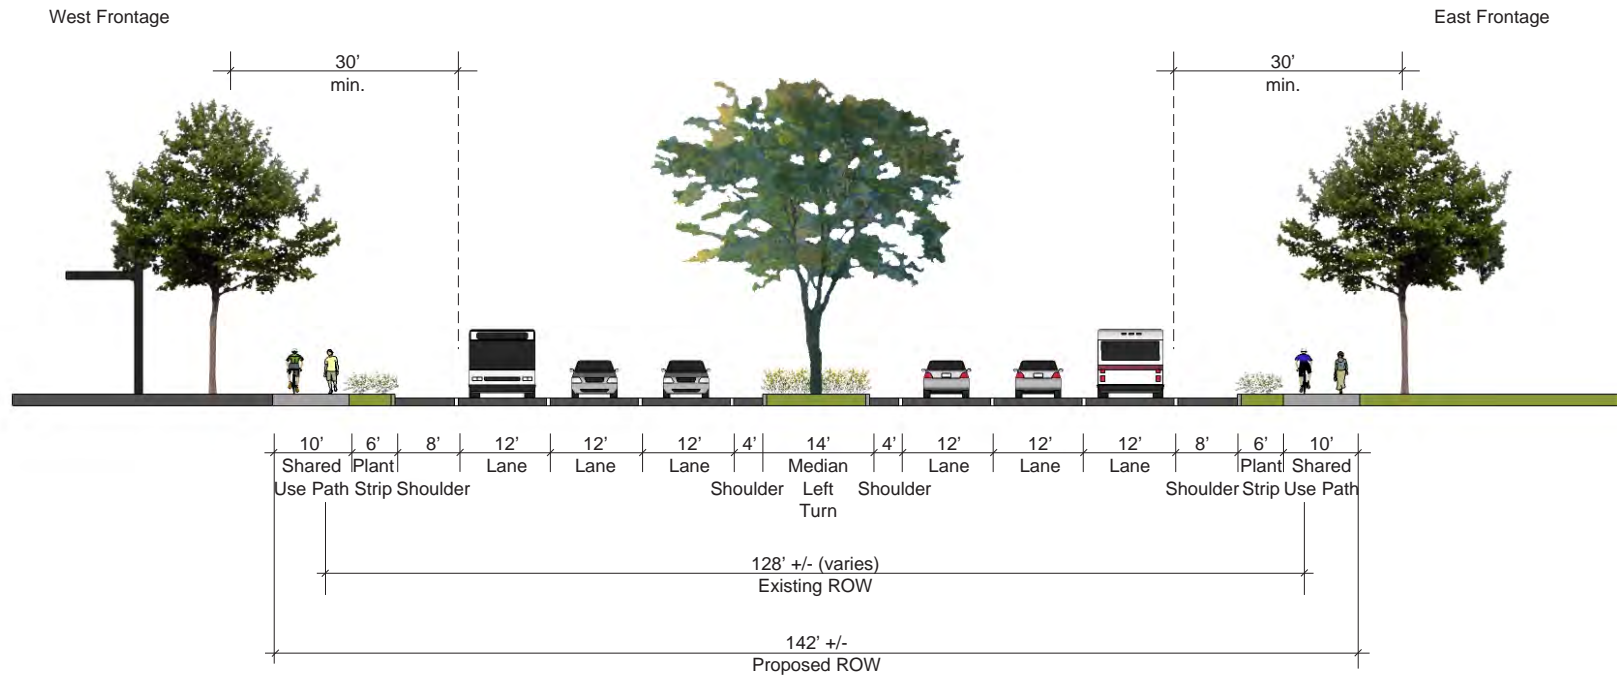 West Frontage
East Frontage
30’
min.
30’
min.
10’ 6’ 8’ 12’ 12’ 12’ 4’ 14’ 4’ 12’ 12’ 12’ 8’ 6’ 10’
Shared Plant Lane Lane Lane Median Lane Lane Lane Plant Shared
Use Path Strip Shoulder Shoulder Left Shoulder Shoulder Strip Use Path
Turn
128’ +/- (varies)
Existing ROW
142’ +/-
Proposed ROW